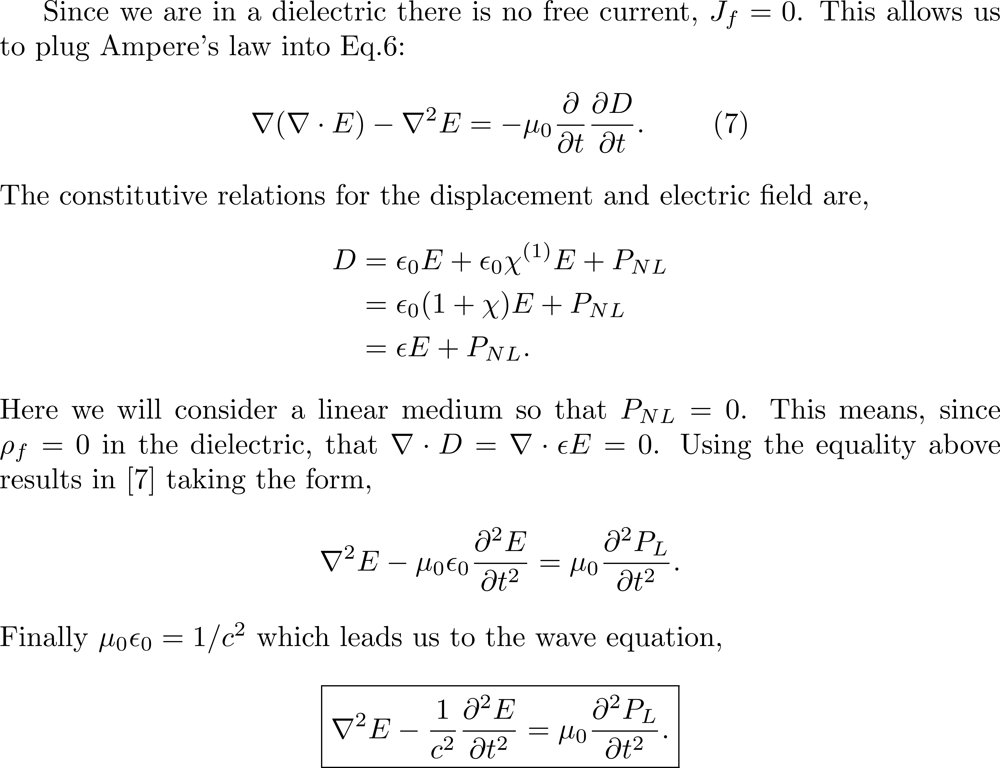 Since we are in a dielectric there is no free current, $J_f = 0$. This allows us
to plug Ampere's law into Eq.6:
$\nabla(\nabla \cdot E) - \nabla^2 E = -\mu_0 \frac{\partial}{\partial t} \frac{\partial D}{\partial t}.$ (7)
The constitutive relations for the displacement and electric field are,
$D = \epsilon_0 E + \epsilon_0 \chi^{(1)} E + P_{NL}$
$= \epsilon_0 (1 + \chi) E + P_{NL}$
$= \epsilon E + P_{NL}.$
Here we will consider a linear medium so that $P_{NL} = 0$. This means, since
$\rho_f = 0$ in the dielectric, that $\nabla \cdot D = \nabla \cdot \epsilon E = 0$. Using the equality above
results in [7] taking the form,
$\nabla^2 E - \mu_0 \epsilon_0 \frac{\partial^2 E}{\partial t^2} = \mu_0 \frac{\partial^2 P_L}{\partial t^2}.$
Finally $\mu_0 \epsilon_0 = 1/c^2$ which leads us to the wave equation,
$\nabla^2 E - \frac{1}{c^2} \frac{\partial^2 E}{\partial t^2} = \mu_0 \frac{\partial^2 P_L}{\partial t^2}.$